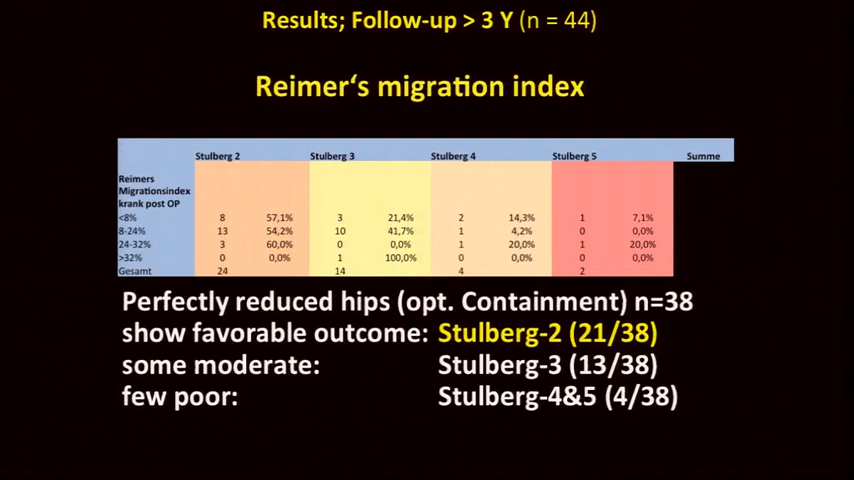 Results; Follow-up > 3 Y (n = 44)
Reimer‘s migration index
Stulberg 2 Stulberg 3 Stulberg 4 Stulberg 5 Summe
Reimers
Migrationsindex
krank post OP
<8% 8 57,1% 3 21,4% 2 14,3% 1 7,1%
8-24% 13 54,2% 10 41,7% 1 4,2% 0 0,0%
24-32% 3 60,0% 0 0,0% 1 20,0% 1 20,0%
>32% 0 0,0% 1 100,0% 0 0,0% 0 0,0%
Gesamt 24 14 4 2
Perfectly reduced hips (opt. Containment) n=38
show favorable outcome: Stulberg-2 (21/38)
some moderate: Stulberg-3 (13/38)
few poor: Stulberg-4&5 (4/38)